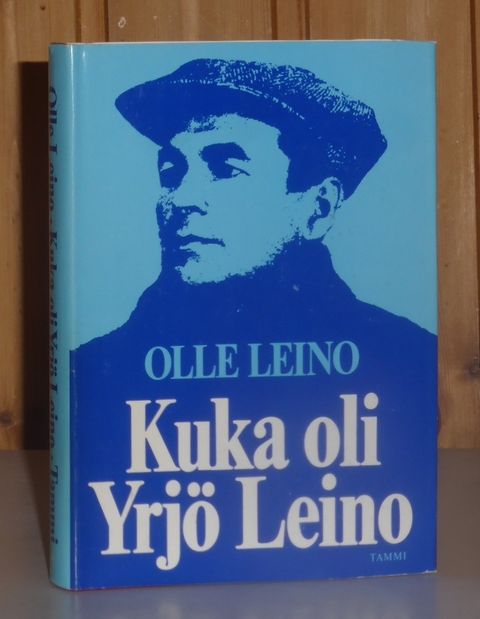 Olle Leino Kuka oli Yrjö Leino Tammi
OLLE LEINO
Kuka oli
Yrjö Leino
TAMMI